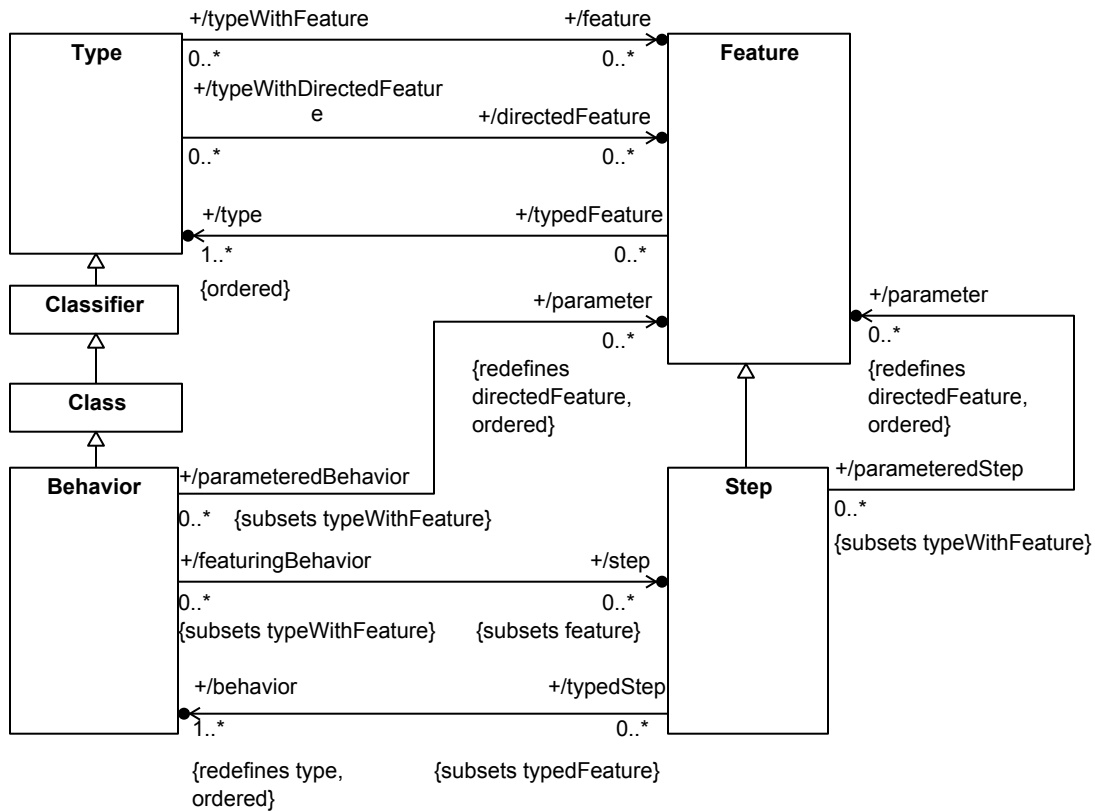 +/typeWithFeature
+/feature
Type
Feature
0..*
0..*
+/typeWithDirectedFeatur
e
+/directedFeature
0..*
0..*
+/type
+/typedFeature
1..*
0..*
{ordered}
Classifier
+/parameter
+/parameter
0..*
0..*
{redefines
directedFeature,
ordered}
{redefines
directedFeature,
ordered}
Class
Behavior
+/parameteredBehavior
Step
+/parameteredStep
0..*
{subsets typeWithFeature}
0..*
{subsets typeWithFeature}
+/featuringBehavior
+/step
0..*
0..*
{subsets typeWithFeature}
{subsets feature}
+/behavior
+/typedStep
1..*
0..*
{redefines type,
ordered}
{subsets typedFeature}